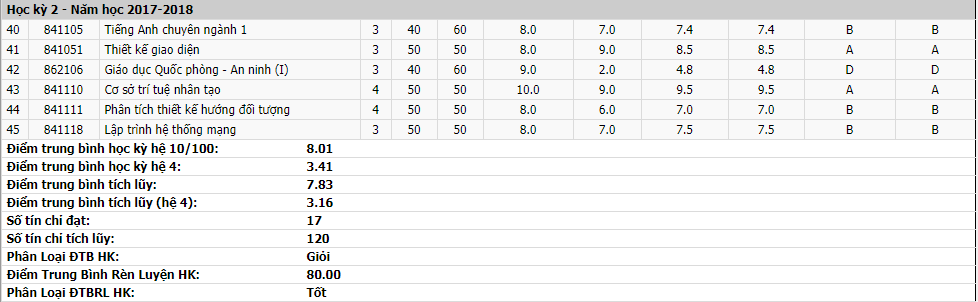 Học kỳ 2 - Năm học 2017-2018
40 841105 Tiếng Anh chuyên ngành 1 3 40 60 8.0 7.0 7.4 7.4 B B
41 841051 Thiết kế giao diện 3 50 50 8.0 9.0 8.5 8.5 A A
42 862106 Giáo dục Quốc phòng - An ninh (I) 3 40 60 9.0 2.0 4.8 4.8 D D
43 841110 Cơ sở trí tuệ nhân tạo 4 50 50 10.0 9.0 9.5 9.5 A A
44 841111 Phân tích thiết kế hướng đối tượng 4 50 50 8.0 6.0 7.0 7.0 B B
45 841118 Lập trình hệ thống mạng 3 50 50 8.0 7.0 7.5 7.5 B B
Điểm trung bình học kỳ hệ 10/100: 8.01
Điểm trung bình học kỳ hệ 4: 3.41
Điểm trung bình tích lũy: 7.83
Điểm trung bình tích lũy (hệ 4): 3.16
Số tín chỉ đạt: 17
Số tín chỉ tích lũy: 120
Phân Loại ĐTB HK: Giỏi
Điểm Trung Bình Rèn Luyện HK: 80.00
Phân Loại ĐTBRL HK: Tốt